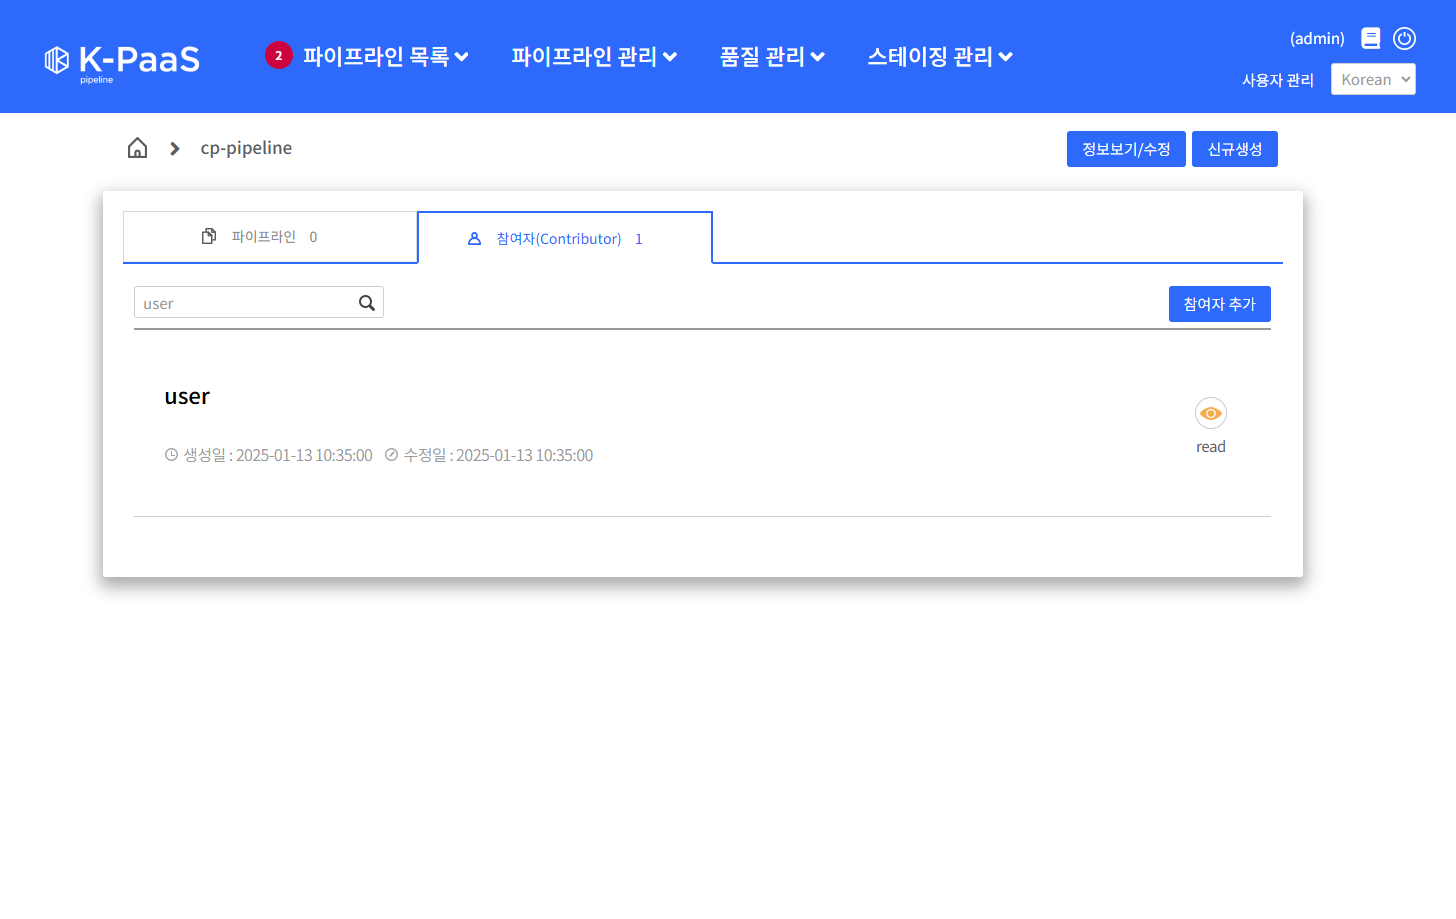 K-PaaS
pipeline
2 파이프라인 목록 파이프라인 관리 품질 관리 스테이징 관리
(admin)
사용자 관리 Korean
cp-pipeline 정보보기/수정 신규생성
파이프라인 0 참여자(Contributor) 1
user 참여자 추가
user
생성일 : 2025-01-13 10:35:00 수정일 : 2025-01-13 10:35:00
read